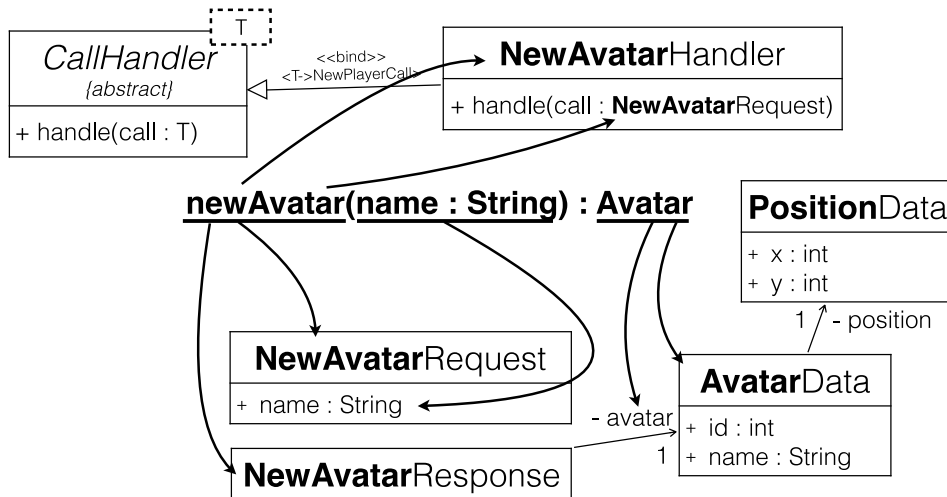 T
CallHandler
{abstract}
+ handle(call : T)
<<bind>>
<T->NewPlayerCall>
NewAvatarHandler
+ handle(call : NewAvatarRequest)
newAvatar(name : String) : Avatar
PositionData
+ x : int
+ y : int
1 - position
NewAvatarRequest
+ name : String
AvatarData
+ id : int
+ name : String
- avatar
1
NewAvatarResponse